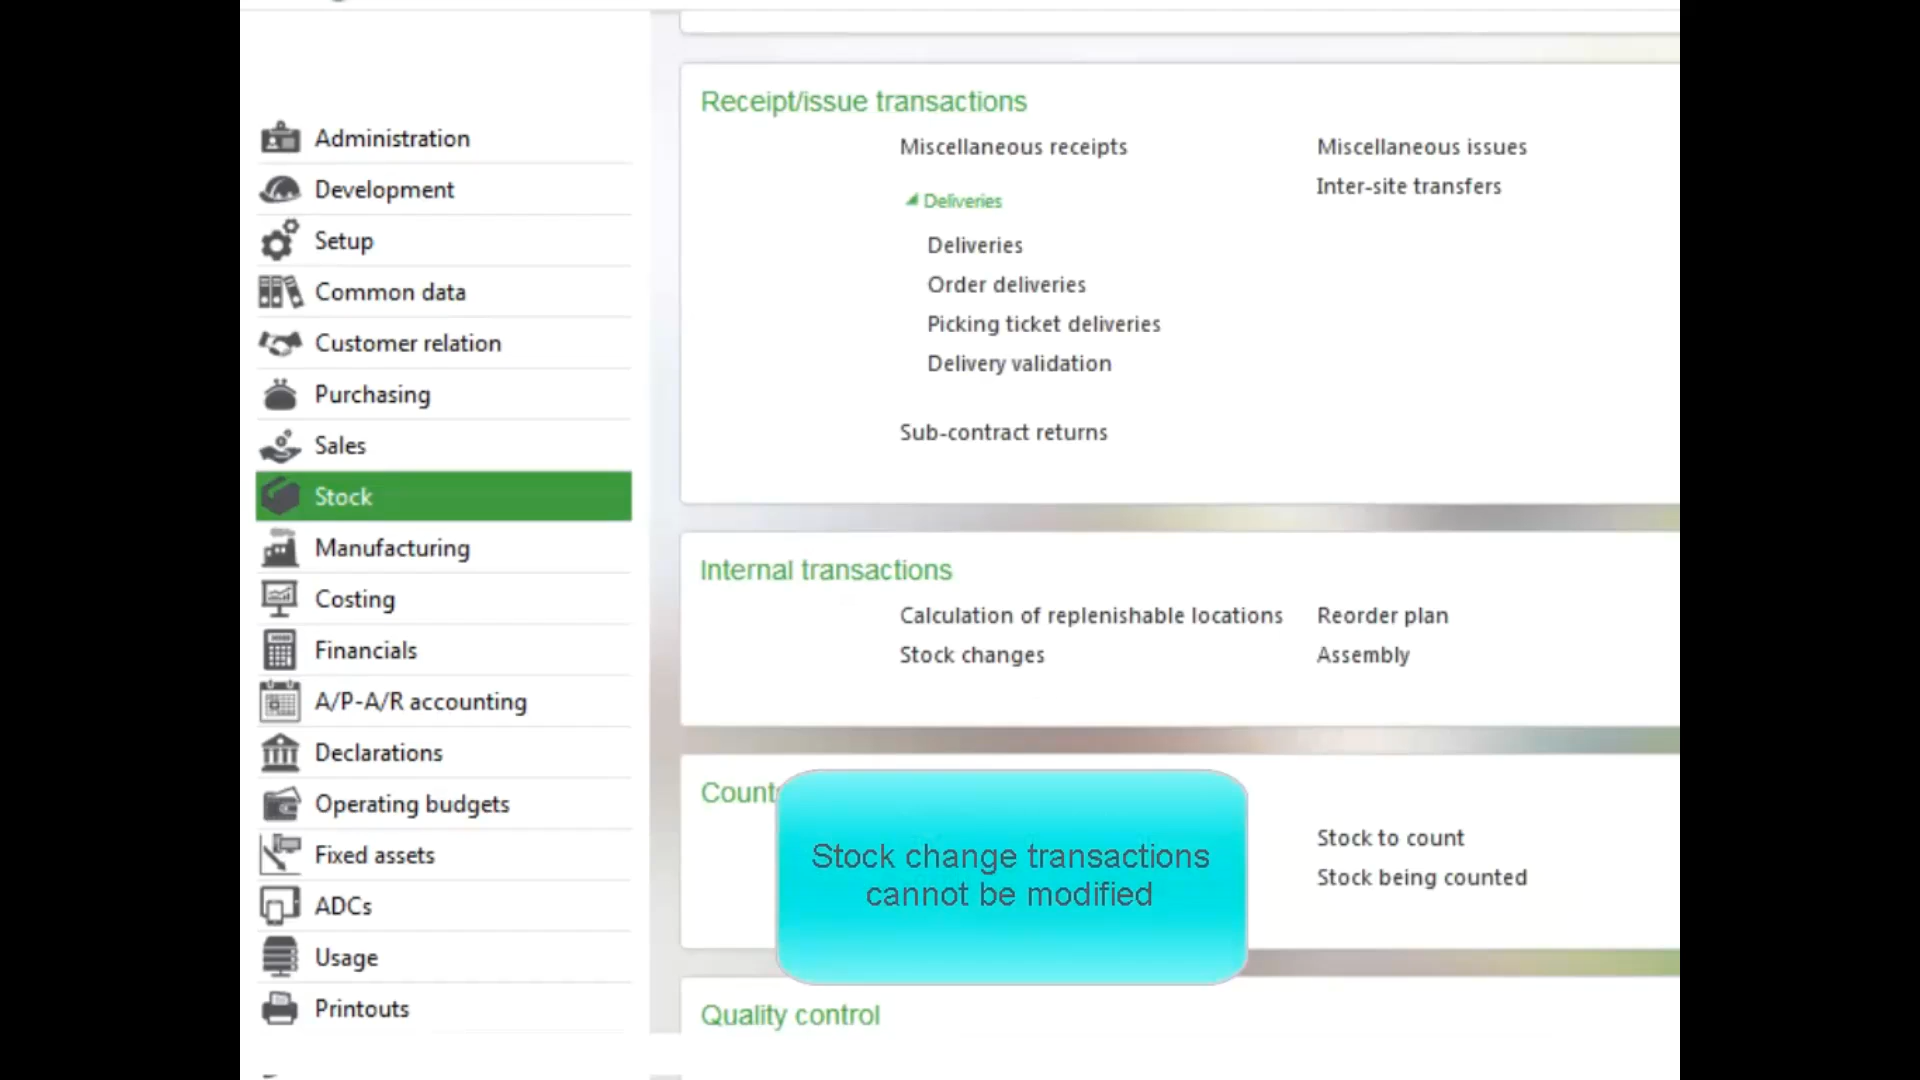 Administration
Development
Setup
Common data
Customer relation
Purchasing
Sales
Stock
Manufacturing
Costing
Financials
A/P-A/R accounting
Declarations
Operating budgets
Fixed assets
ADCs
Usage
Printouts
Receipt/issue transactions
Miscellaneous receipts
Miscellaneous issues
Inter-site transfers
Deliveries
Deliveries
Order deliveries
Picking ticket deliveries
Delivery validation
Sub-contract returns
Internal transactions
Calculation of replenishable locations
Reorder plan
Stock changes
Assembly
Stock to count
Stock being counted
Stock change transactions
cannot be modified
Quality control